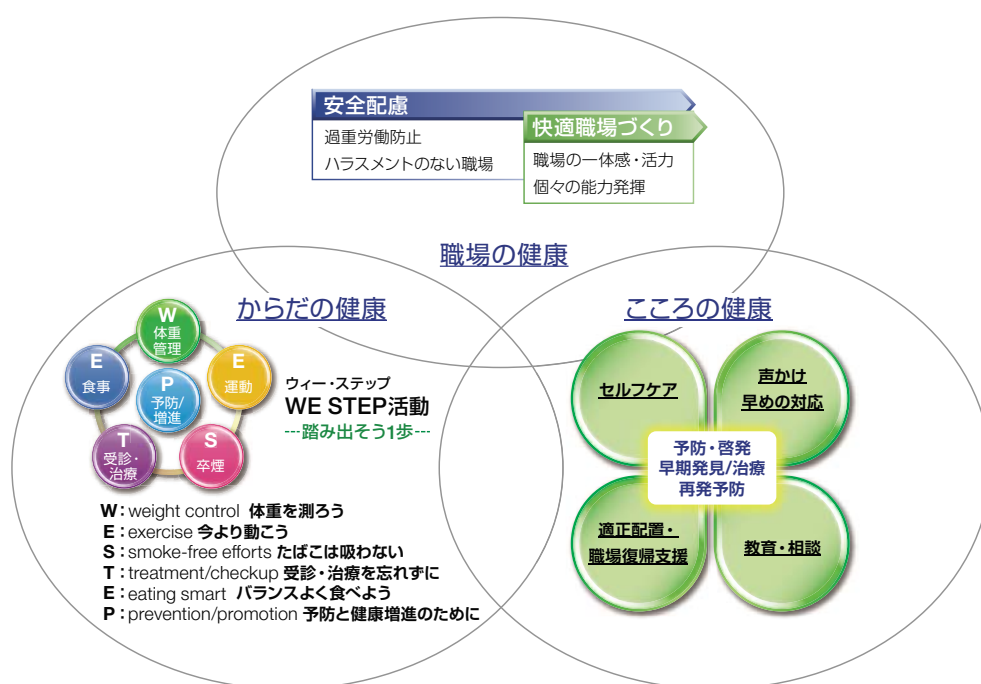 安全配慮
過重労働防止
ハラスメントのない職場
快適職場づくり
職場の一体感・活力
個々の能力発揮
職場の健康
からだの健康
W
体重
管理
E
食事
E
運動
P
予防/
増進
T
受診・
治療
S
卒煙
ウィー・ステップ
WE STEP活動
---踏み出そう1歩---
W：weight control 体重を測ろう
E：exercise 今より動こう
S：smoke-free efforts たばこは吸わない
T：treatment/checkup 受診・治療を忘れずに
E：eating smart バランスよく食べよう
P：prevention/promotion 予防と健康増進のために
こころの健康
セルフケア
声かけ
早めの対応
予防・啓発
早期発見/治療
再発予防
適正配置・
職場復帰支援
教育・相談